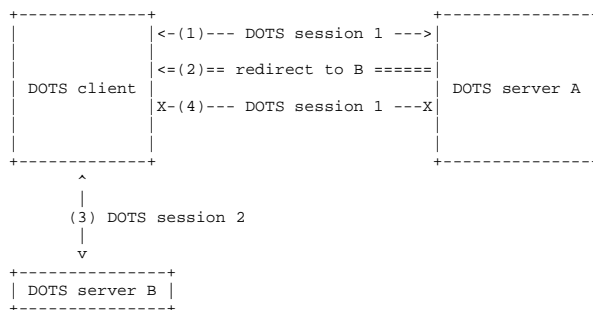 <-(1)--- DOTS session 1 --->
<=(2)== redirect to B ======
DOTS client
DOTS server A
X-(4)--- DOTS session 1 ---X
^
(3) DOTS session 2
v
DOTS server B